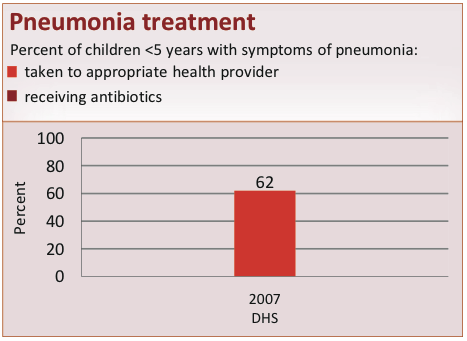 Pneumonia treatment
Percent of children <5 years with symptoms of pneumonia:
taken to appropriate health provider
receiving antibiotics
Percent
100
80
60
40
20
0
62
2007
DHS